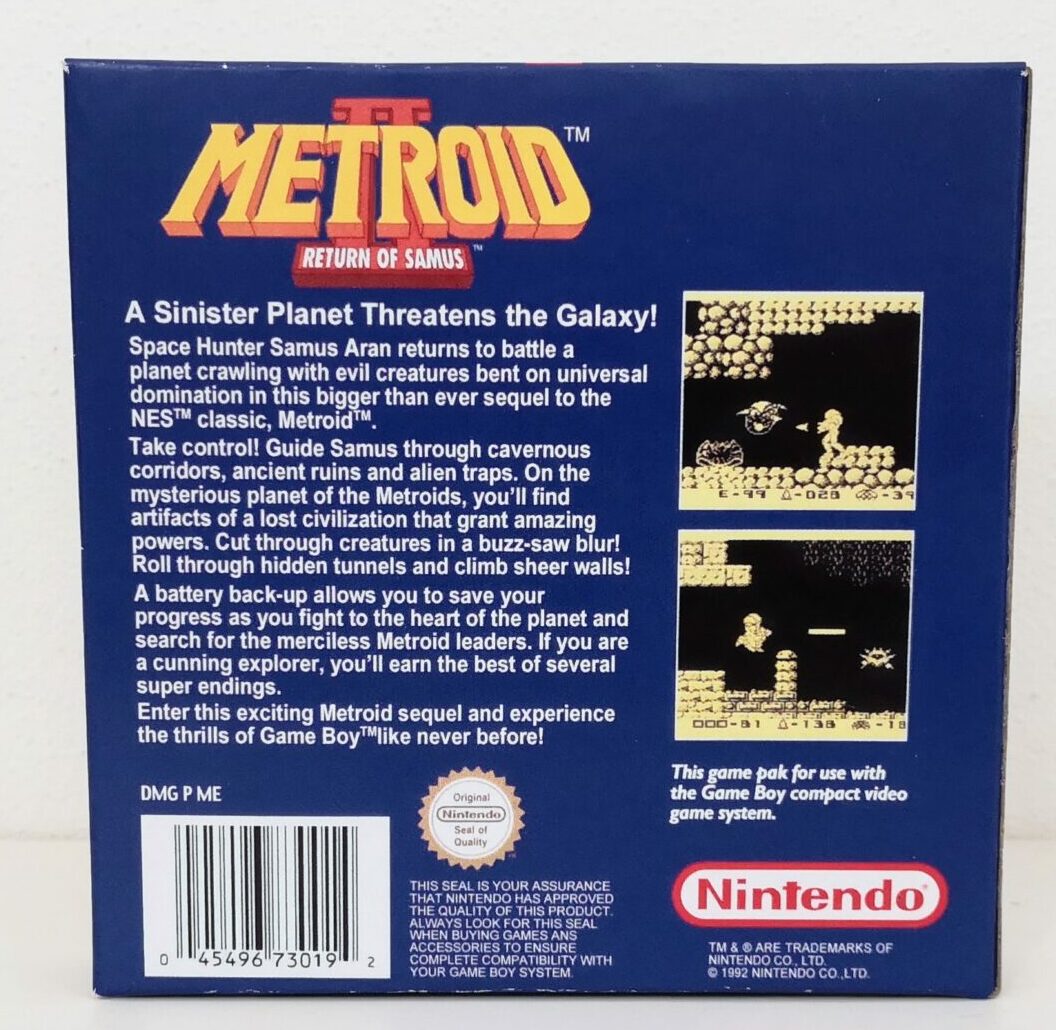 METROID™
II
RETURN OF SAMUS™
A Sinister Planet Threatens the Galaxy!
Space Hunter Samus Aran returns to battle a
planet crawling with evil creatures bent on universal
domination in this bigger than ever sequel to the
NES™ classic, Metroid™.
Take control! Guide Samus through cavernous
corridors, ancient ruins and alien traps. On the
mysterious planet of the Metroids, you'll find
artifacts of a lost civilization that grant amazing
powers. Cut through creatures in a buzz-saw blur!
Roll through hidden tunnels and climb sheer walls!
A battery back-up allows you to save your
progress as you fight to the heart of the planet and
search for the merciless Metroid leaders. If you are
a cunning explorer, you'll earn the best of several
super endings.
Enter this exciting Metroid sequel and experience
the thrills of Game Boy™like never before!
E-99 -028 -39
-81 -138 -18
This game pak for use with
the Game Boy compact video
game system.
DMG P ME
0 45496 73019 2
Original
Nintendo
Seal of
Quality
THIS SEAL IS YOUR ASSURANCE
THAT NINTENDO HAS APPROVED
THE QUALITY OF THIS PRODUCT.
ALWAYS LOOK FOR THIS SEAL
WHEN BUYING GAMES ANS
ACCESSORIES TO ENSURE
COMPLETE COMPATIBILITY WITH
YOUR GAME BOY SYSTEM.
Nintendo®
TM & ® ARE TRADEMARKS OF
NINTENDO CO., LTD.
© 1992 NINTENDO CO.,LTD.